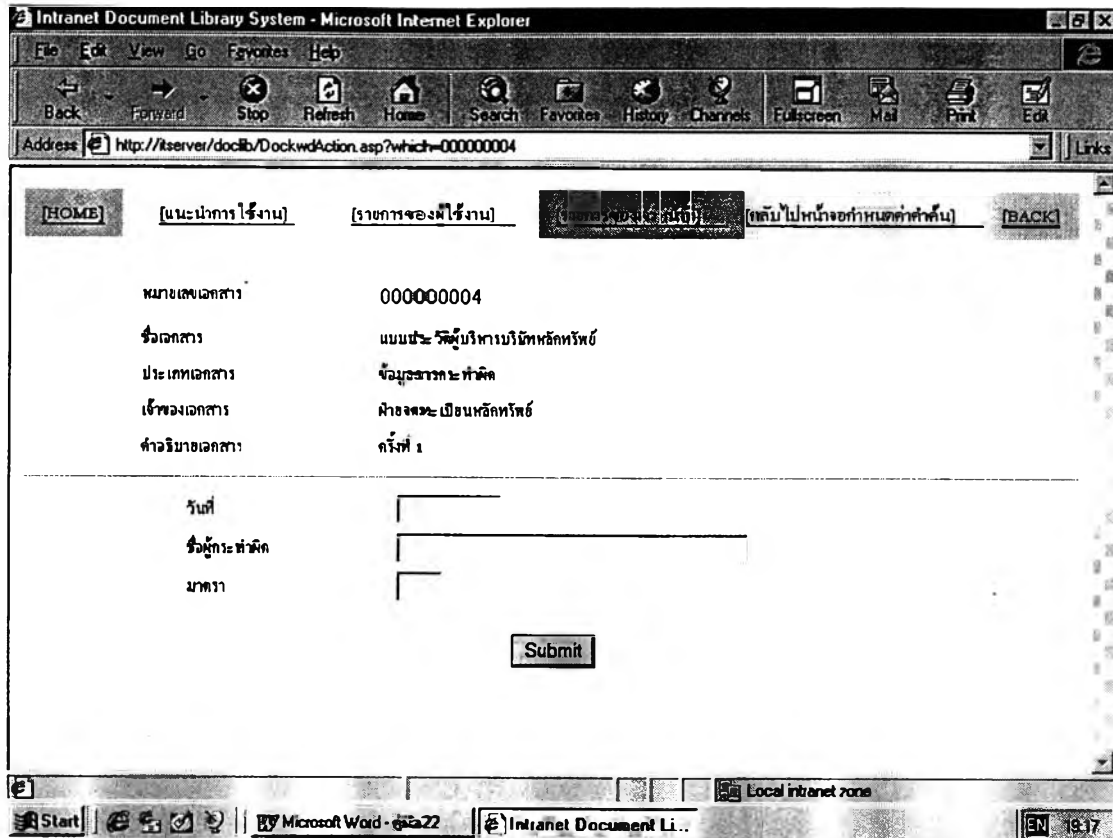 Intranet Document Library System - Microsoft Internet Explorer
File Edit View Go Favorites Help
Back Forward Stop Refresh Home Search Favorites History Channels Fullscreen Mail Print Edit
Address http://itserver/doclib/DockwdAction.asp?which=000000004 Links
[HOME] [แนะนำการใช้งาน] [รายการของผู้ใช้งาน] [กลับไปหน้าจอกำหนดค่าคำค้น] [BACK]
หมายเลขเอกสาร 000000004
ชื่อเอกสาร แบบประวัติผู้บริหารบริษัทหลักทรัพย์
ประเภทเอกสาร ข้อมูลการกระทำผิด
เจ้าของเอกสาร ฝ่ายจดทะเบียนหลักทรัพย์
คำอธิบายเอกสาร ครั้งที่ 1
วันที่
ชื่อผู้กระทำผิด
มาตรา
Submit
Local intranet zone
Start Microsoft Word - Intranet Document Li... EN 19:17